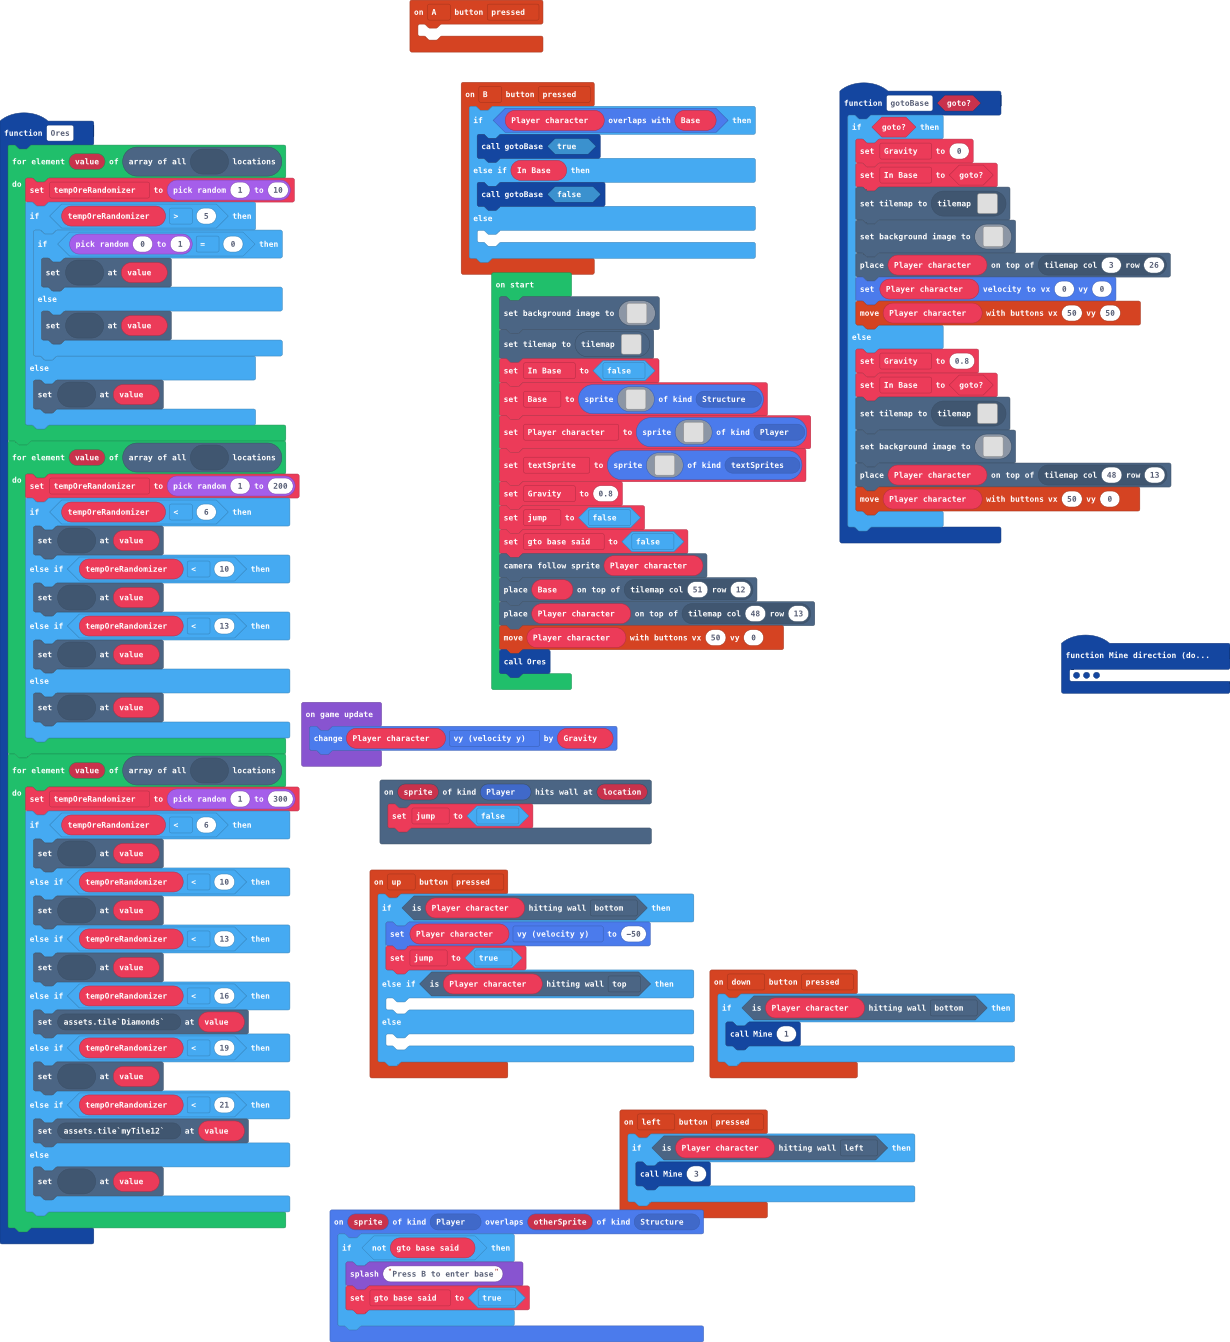 on A button pressed
on B button pressed
if Player character overlaps with Base then
call gotoBase true
else if In Base then
call gotoBase false
else
function gotoBase goto?
if goto? then
set Gravity to 0
set In Base to goto?
set tilemap to tilemap
set background image to
place Player character on top of tilemap col 3 row 26
set Player character velocity to vx 0 vy 0
move Player character with buttons vx 50 vy 50
else
set Gravity to 0.8
set In Base to goto?
set tilemap to tilemap
set background image to
place Player character on top of tilemap col 48 row 13
move Player character with buttons vx 50 vy 0
function Ores
for element value of array of all locations
do set tempOreRandomizer to pick random 1 to 10
if tempOreRandomizer > 5 then
if pick random 0 to 1 = 0 then
set at value
else
set at value
else
set at value
for element value of array of all locations
do set tempOreRandomizer to pick random 1 to 200
if tempOreRandomizer < 6 then
set at value
else if tempOreRandomizer < 10 then
set at value
else if tempOreRandomizer < 13 then
set at value
else
set at value
for element value of array of all locations
do set tempOreRandomizer to pick random 1 to 300
if tempOreRandomizer < 6 then
set at value
else if tempOreRandomizer < 10 then
set at value
else if tempOreRandomizer < 13 then
set at value
else if tempOreRandomizer < 16 then
set assets.tile`Diamonds` at value
else if tempOreRandomizer < 19 then
set at value
else if tempOreRandomizer < 21 then
set assets.tile`myTile12` at value
else
set at value
on start
set background image to
set tilemap to tilemap
set In Base to false
set Base to sprite of kind Structure
set Player character to sprite of kind Player
set textSprite to sprite of kind textSprites
set Gravity to 0.8
set jump to false
set gto base said to false
camera follow sprite Player character
place Base on top of tilemap col 51 row 12
place Player character on top of tilemap col 48 row 13
move Player character with buttons vx 50 vy 0
call Ores
function Mine direction (do...
on game update
change Player character vy (velocity y) by Gravity
on sprite of kind Player hits wall at location
set jump to false
on up button pressed
if is Player character hitting wall bottom then
set Player character vy (velocity y) to −50
set jump to true
else if is Player character hitting wall top then
else
on down button pressed
if is Player character hitting wall bottom then
call Mine 1
on left button pressed
if is Player character hitting wall left then
call Mine 3
on sprite of kind Player overlaps otherSprite of kind Structure
if not gto base said then
splash "Press B to enter base"
set gto base said to true